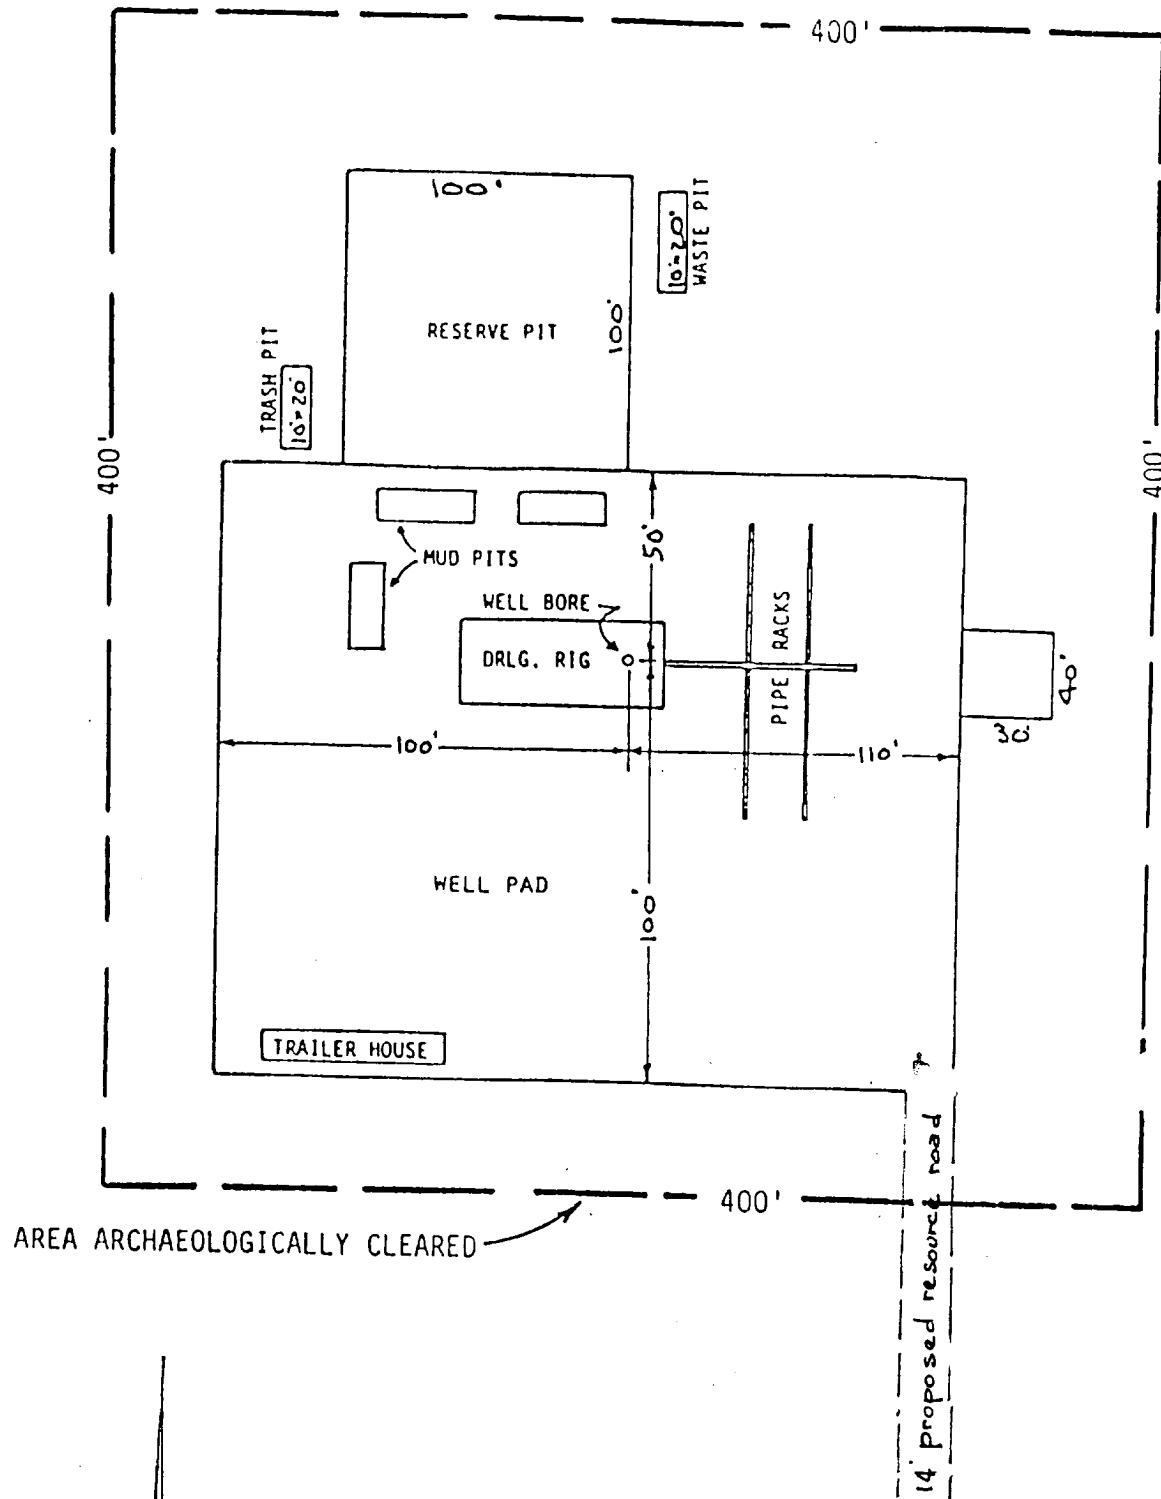 400'
100'
10'×20'
WASTE PIT
RESERVE PIT
100'
TRASH PIT
10'×20'
400'
400'
50'
MUD PITS
WELL BORE
DRLG. RIG
PIPE RACKS
40'
30'
100'
110'
WELL PAD
100'
TRAILER HOUSE
400'
14' proposed resource road
AREA ARCHAEOLOGICALLY CLEARED